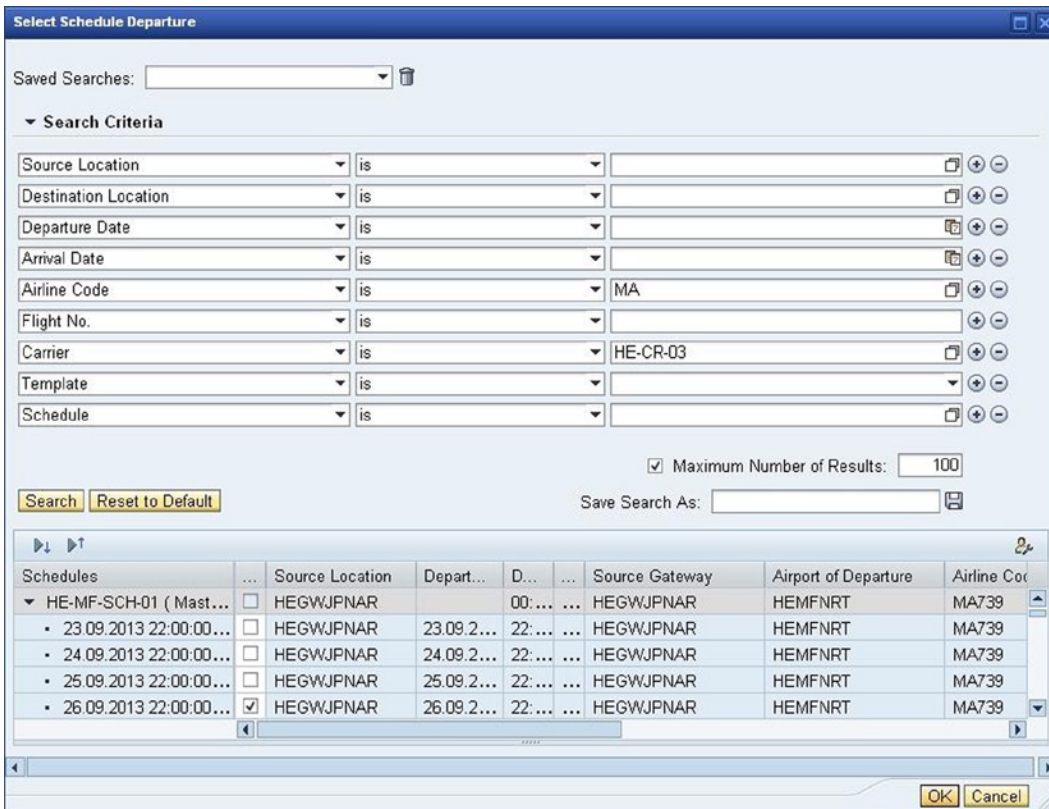 Select Schedule Departure
Saved Searches:
Search Criteria
Source Location is
Destination Location is
Departure Date is
Arrival Date is
Airline Code is MA
Flight No. is
Carrier is HE-CR-03
Template is
Schedule is
Maximum Number of Results: 100
Search Reset to Default Save Search As:
Schedules ... Source Location Depart... D... ... Source Gateway Airport of Departure Airline Coc
HE-MF-SCH-01 ( Mast... HEGWJPNAR 00:... ... HEGWJPNAR HEMFNRT MA739
23.09.2013 22:00:00... HEGWJPNAR 23.09.2... 22:... ... HEGWJPNAR HEMFNRT MA739
24.09.2013 22:00:00... HEGWJPNAR 24.09.2... 22:... ... HEGWJPNAR HEMFNRT MA739
25.09.2013 22:00:00... HEGWJPNAR 25.09.2... 22:... ... HEGWJPNAR HEMFNRT MA739
26.09.2013 22:00:00... HEGWJPNAR 26.09.2... 22:... ... HEGWJPNAR HEMFNRT MA739
OK Cancel